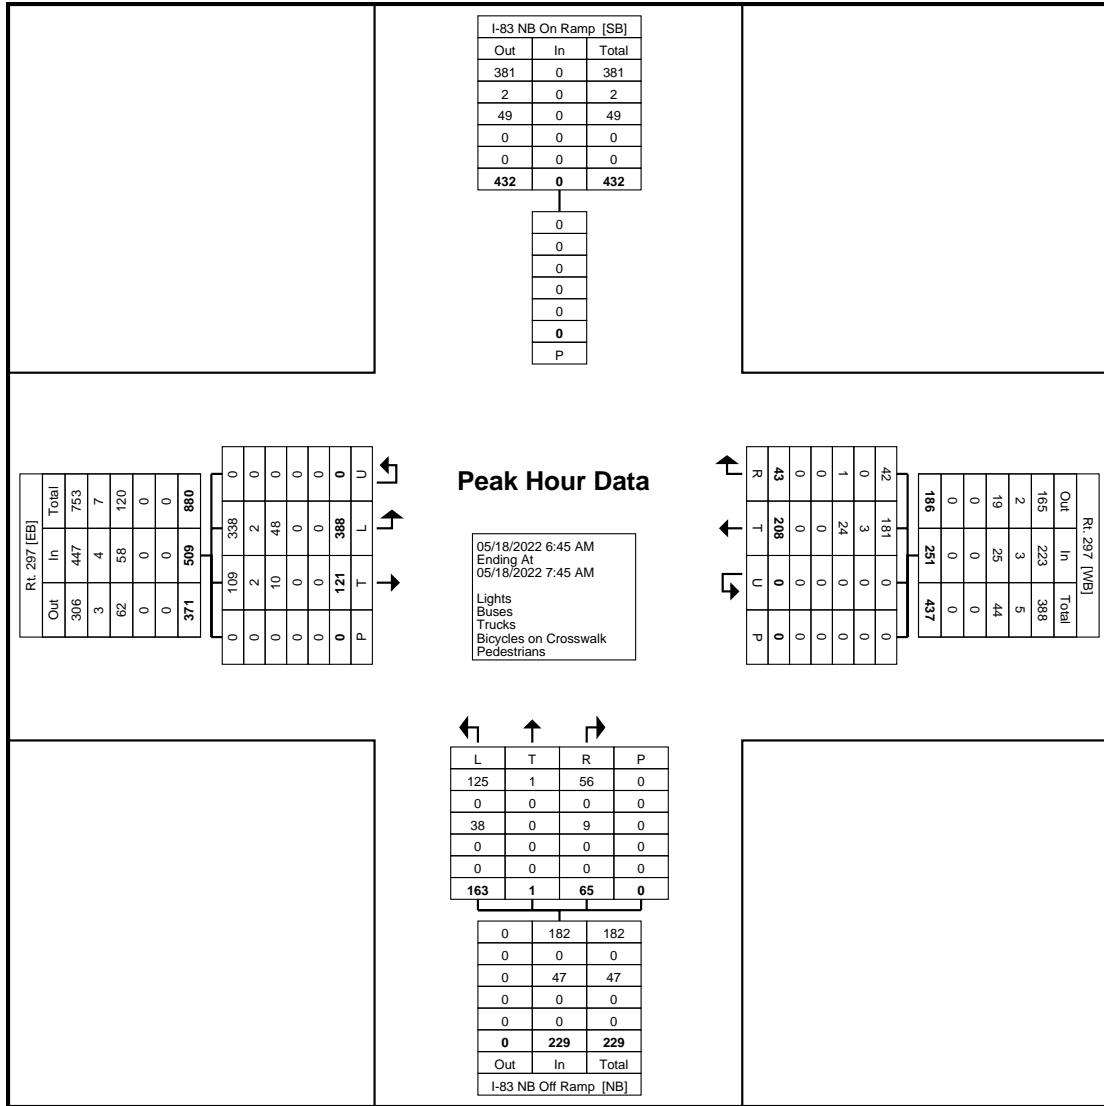 I-83 NB On Ramp [SB]
Out In Total
381 0 381
2 0 2
49 0 49
0 0 0
0 0 0
432 0 432
0
0
0
0
0
0
P
Rt. 297 [EB]
Total 753 7 120 0 0 880
In 447 4 58 0 0 509
Out 306 3 62 0 0 371
0 0 0 0 0 0 U
338 2 48 0 0 388 L
109 2 10 0 0 121 T
0 0 0 0 0 0 P
Peak Hour Data
05/18/2022 6:45 AM
Ending At
05/18/2022 7:45 AM
Lights
Buses
Trucks
Bicycles on Crosswalk
Pedestrians
R 43 0 0 1 0 42
T 208 0 0 24 3 181
U 0 0 0 0 0 0
P 0 0 0 0 0 0
186 0 0 19 2 165 Out
251 0 0 25 3 223 In
437 0 0 44 5 388 Total
Rt. 297 [WB]
L T R P
125 1 56 0
0 0 0 0
38 0 9 0
0 0 0 0
0 0 0 0
163 1 65 0
0 182 182
0 0 0
0 47 47
0 0 0
0 0 0
0 229 229
Out In Total
I-83 NB Off Ramp [NB]